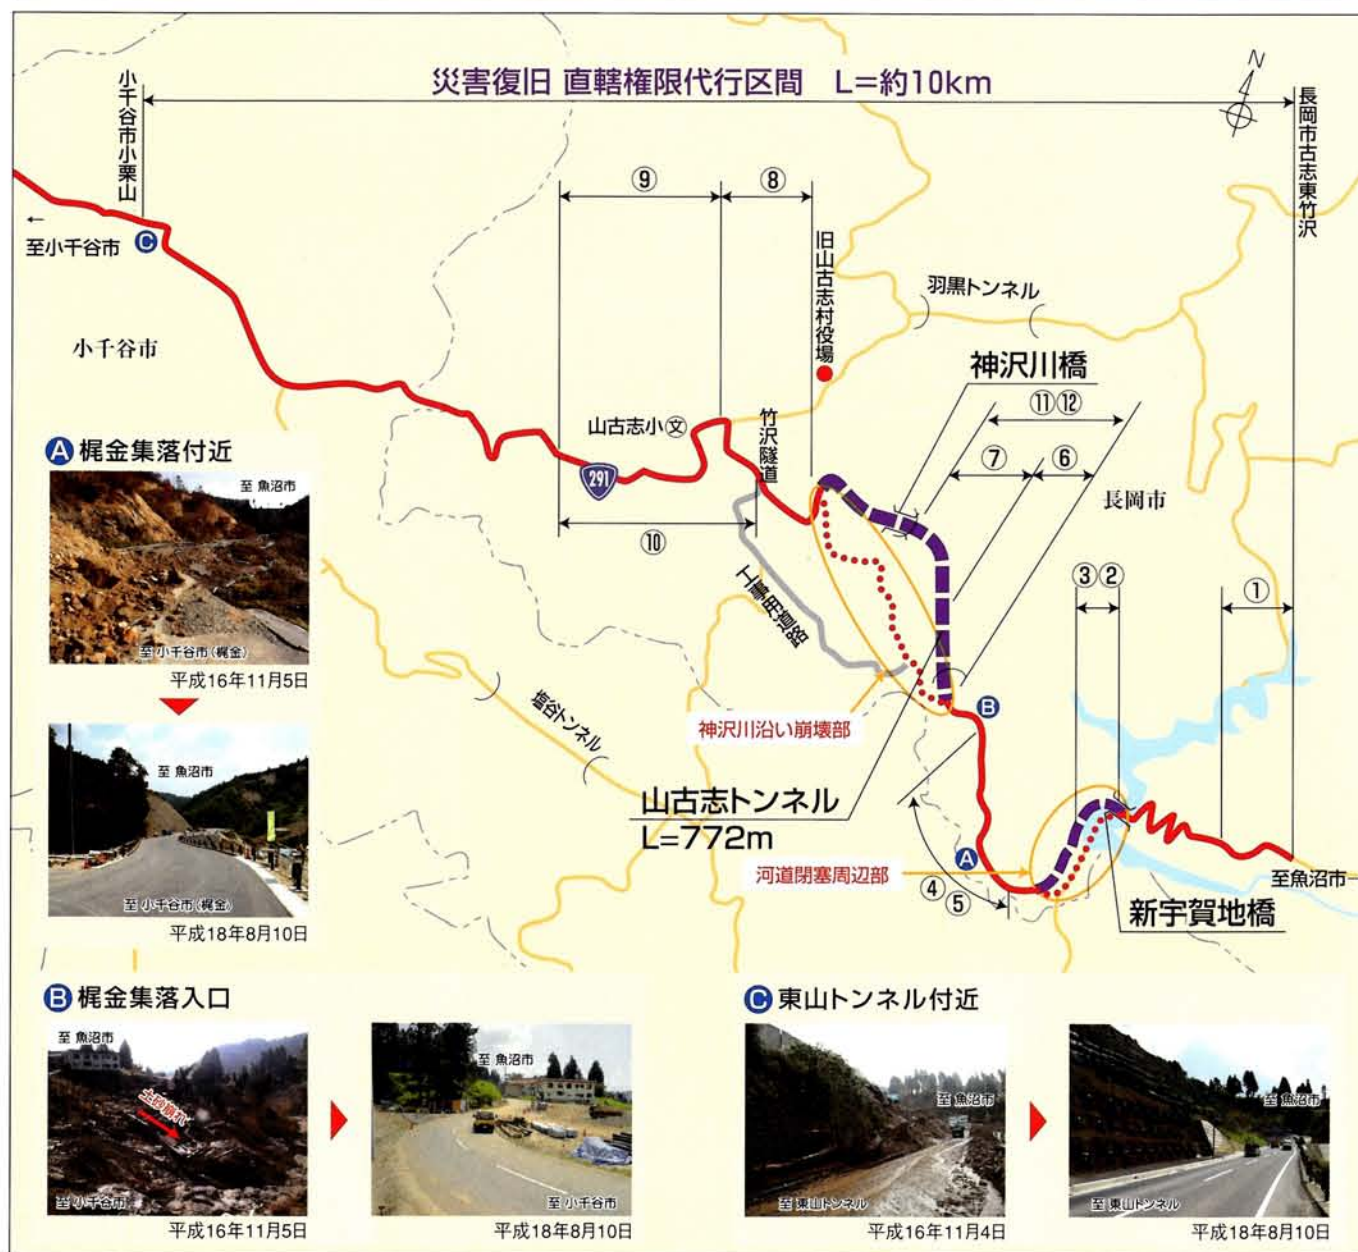 災害復旧 直轄権限代行区間 L=約10km
小千谷市小栗山
長岡市古志東竹沢
N
⑨
⑧
←
至小千谷市
C
旧山古志村役場
羽黒トンネル
小千谷市
神沢川橋
⑪⑫
山古志小
文
竹沢隧道
⑦
⑥
291
長岡市
⑩
③②
①
工事用道路
A 梶金集落付近
至 魚沼市
至 小千谷市(梶金)
平成16年11月5日
至 魚沼市
至 小千谷市(梶金)
平成18年8月10日
塩谷トンネル
神沢川沿い崩壊部
B
山古志トンネル
L=772m
A
河道閉塞周辺部
④
⑤
至魚沼市
新宇賀地橋
B 梶金集落入口
至 魚沼市
土砂崩れ
至 小千谷市
平成16年11月5日
至 魚沼市
至 小千谷市
平成18年8月10日
C 東山トンネル付近
至 魚沼市
至 東山トンネル
平成16年11月4日
至 魚沼市
至 東山トンネル
平成18年8月10日